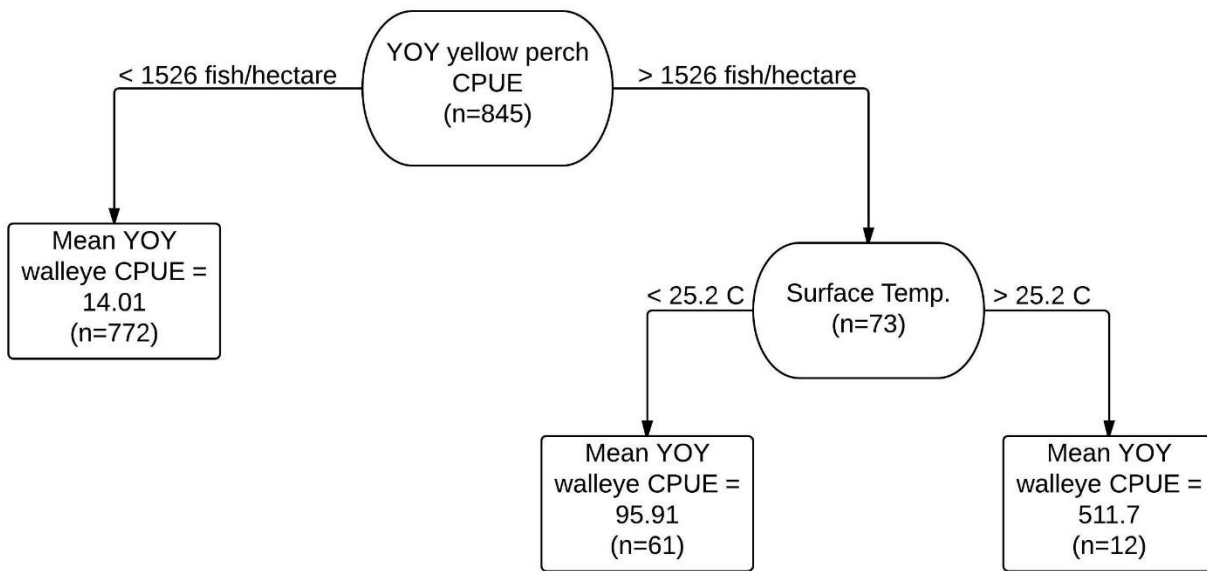 YOY yellow perch
CPUE
(n=845)
< 1526 fish/hectare
> 1526 fish/hectare
Mean YOY
walleye CPUE =
14.01
(n=772)
Surface Temp.
(n=73)
< 25.2 C
> 25.2 C
Mean YOY
walleye CPUE =
95.91
(n=61)
Mean YOY
walleye CPUE =
511.7
(n=12)